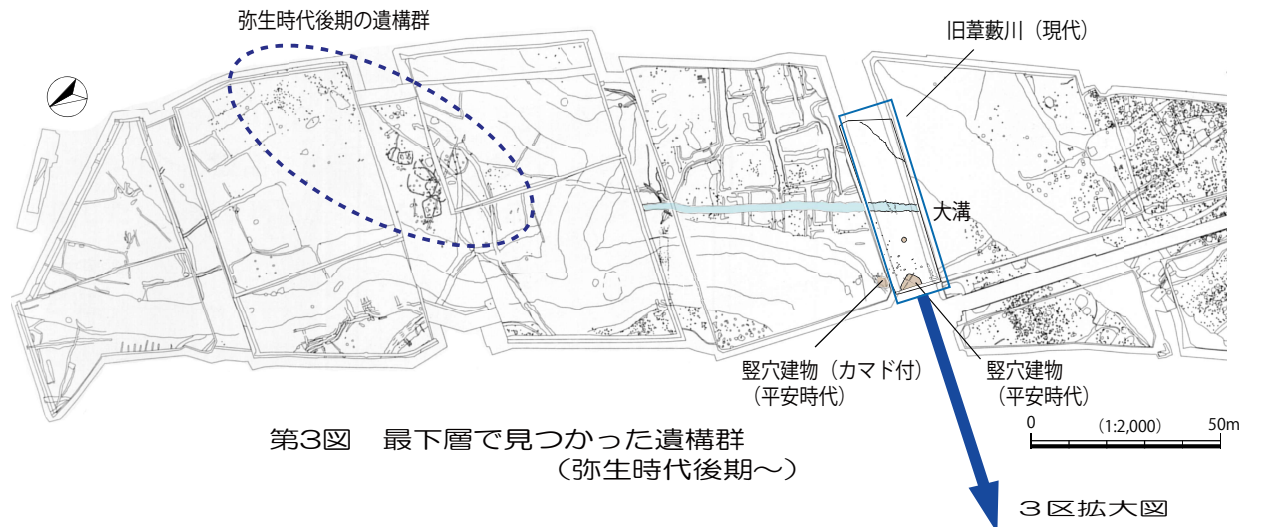 弥生時代後期の遺構群
旧葦藪川（現代）
大溝
竪穴建物（カマド付）
（平安時代）
竪穴建物
（平安時代）
第3図　最下層で見つかった遺構群
（弥生時代後期～）
0　（1:2,000）　50m
３区拡大図